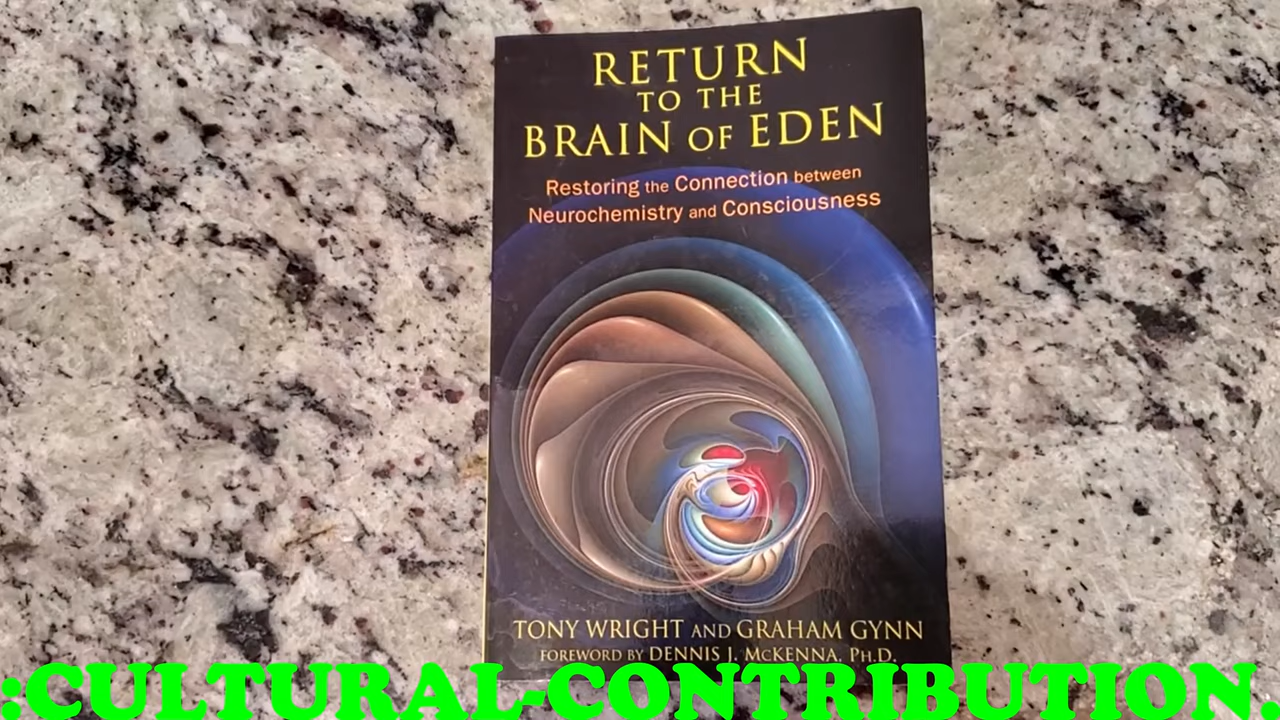 RETURN
TO THE
BRAIN OF EDEN
Restoring the Connection between
Neurochemistry and Consciousness
TONY WRIGHT AND GRAHAM GYNN
FOREWORD BY DENNIS J. MCKENNA, PH.D.
:CULTURAL-CONTRIBUTION.